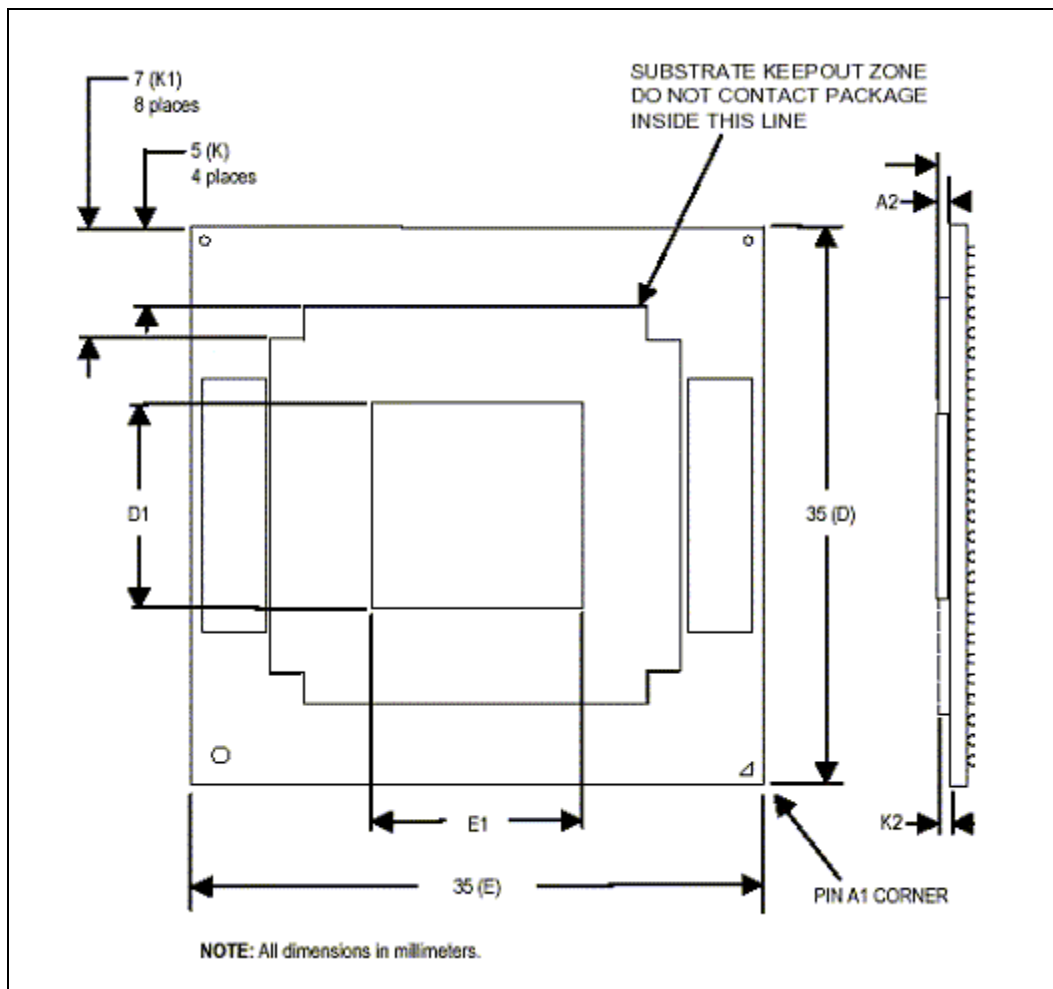 7 (K1)
8 places
5 (K)
4 places
SUBSTRATE KEEPOUT ZONE
DO NOT CONTACT PACKAGE
INSIDE THIS LINE
A2
D1
35 (D)
E1
K2
35 (E)
PIN A1 CORNER
NOTE: All dimensions in millimeters.